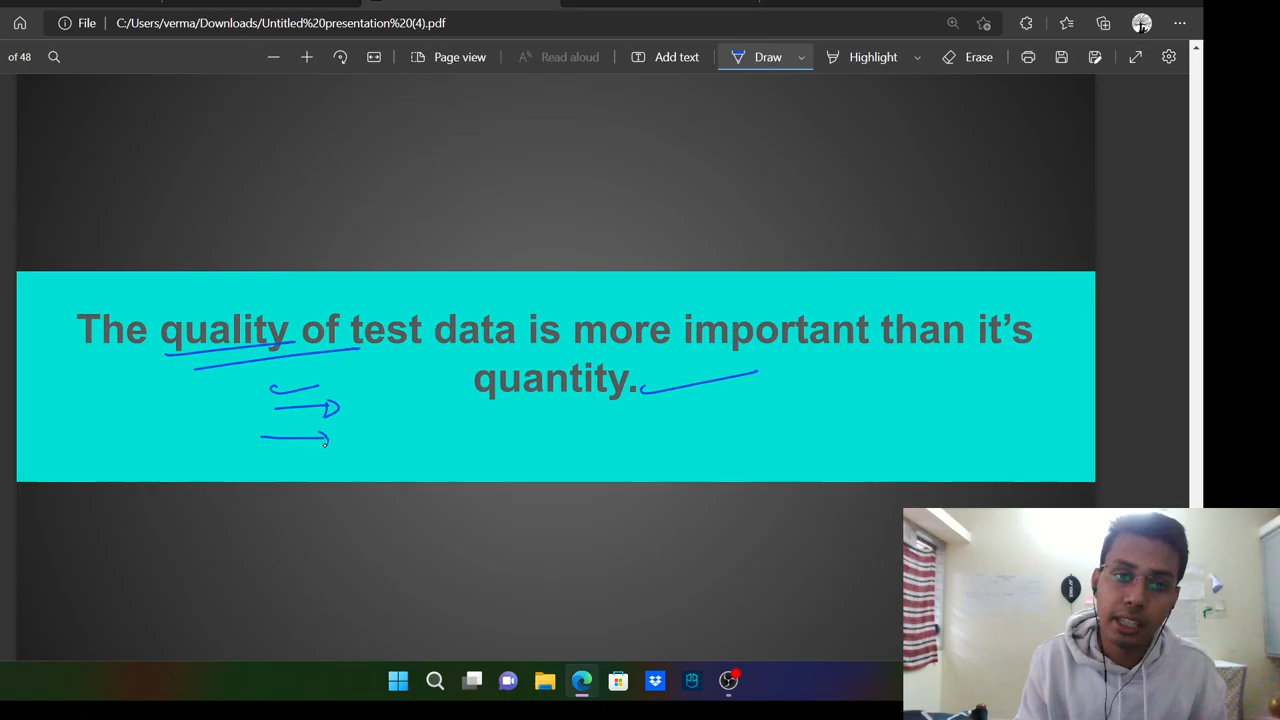 File C:/Users/verma/Downloads/Untitled%20presentation%20(4).pdf
of 48 Page view Read aloud Add text Draw Highlight Erase
The quality of test data is more important than it's
quantity.